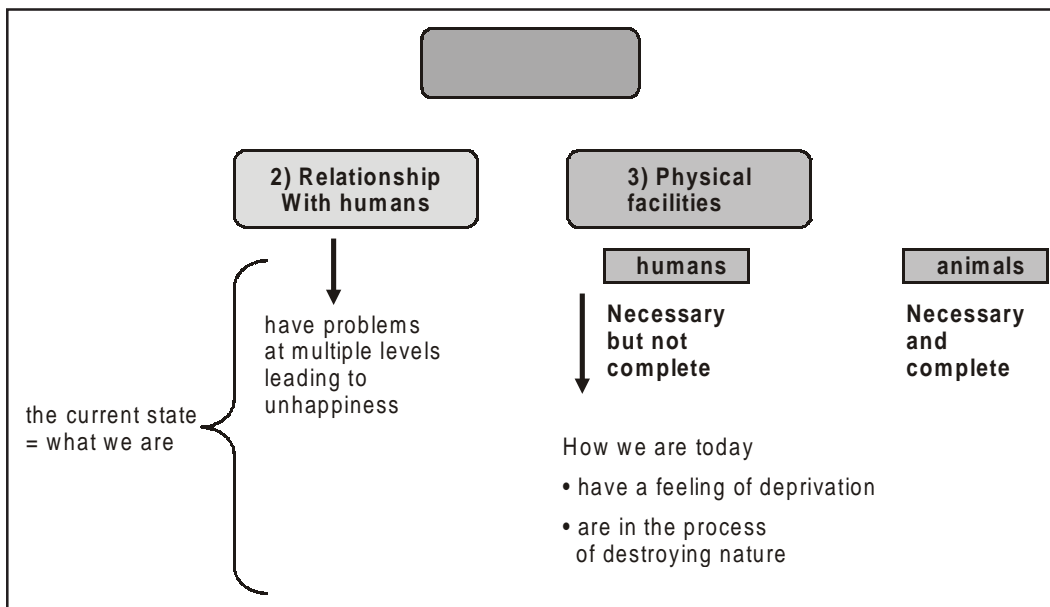 2) Relationship
With humans
3) Physical
facilities
humans
animals
have problems
at multiple levels
leading to
unhappiness
Necessary
but not
complete
Necessary
and
complete
the current state
= what we are
How we are today
• have a feeling of deprivation
• are in the process
of destroying nature